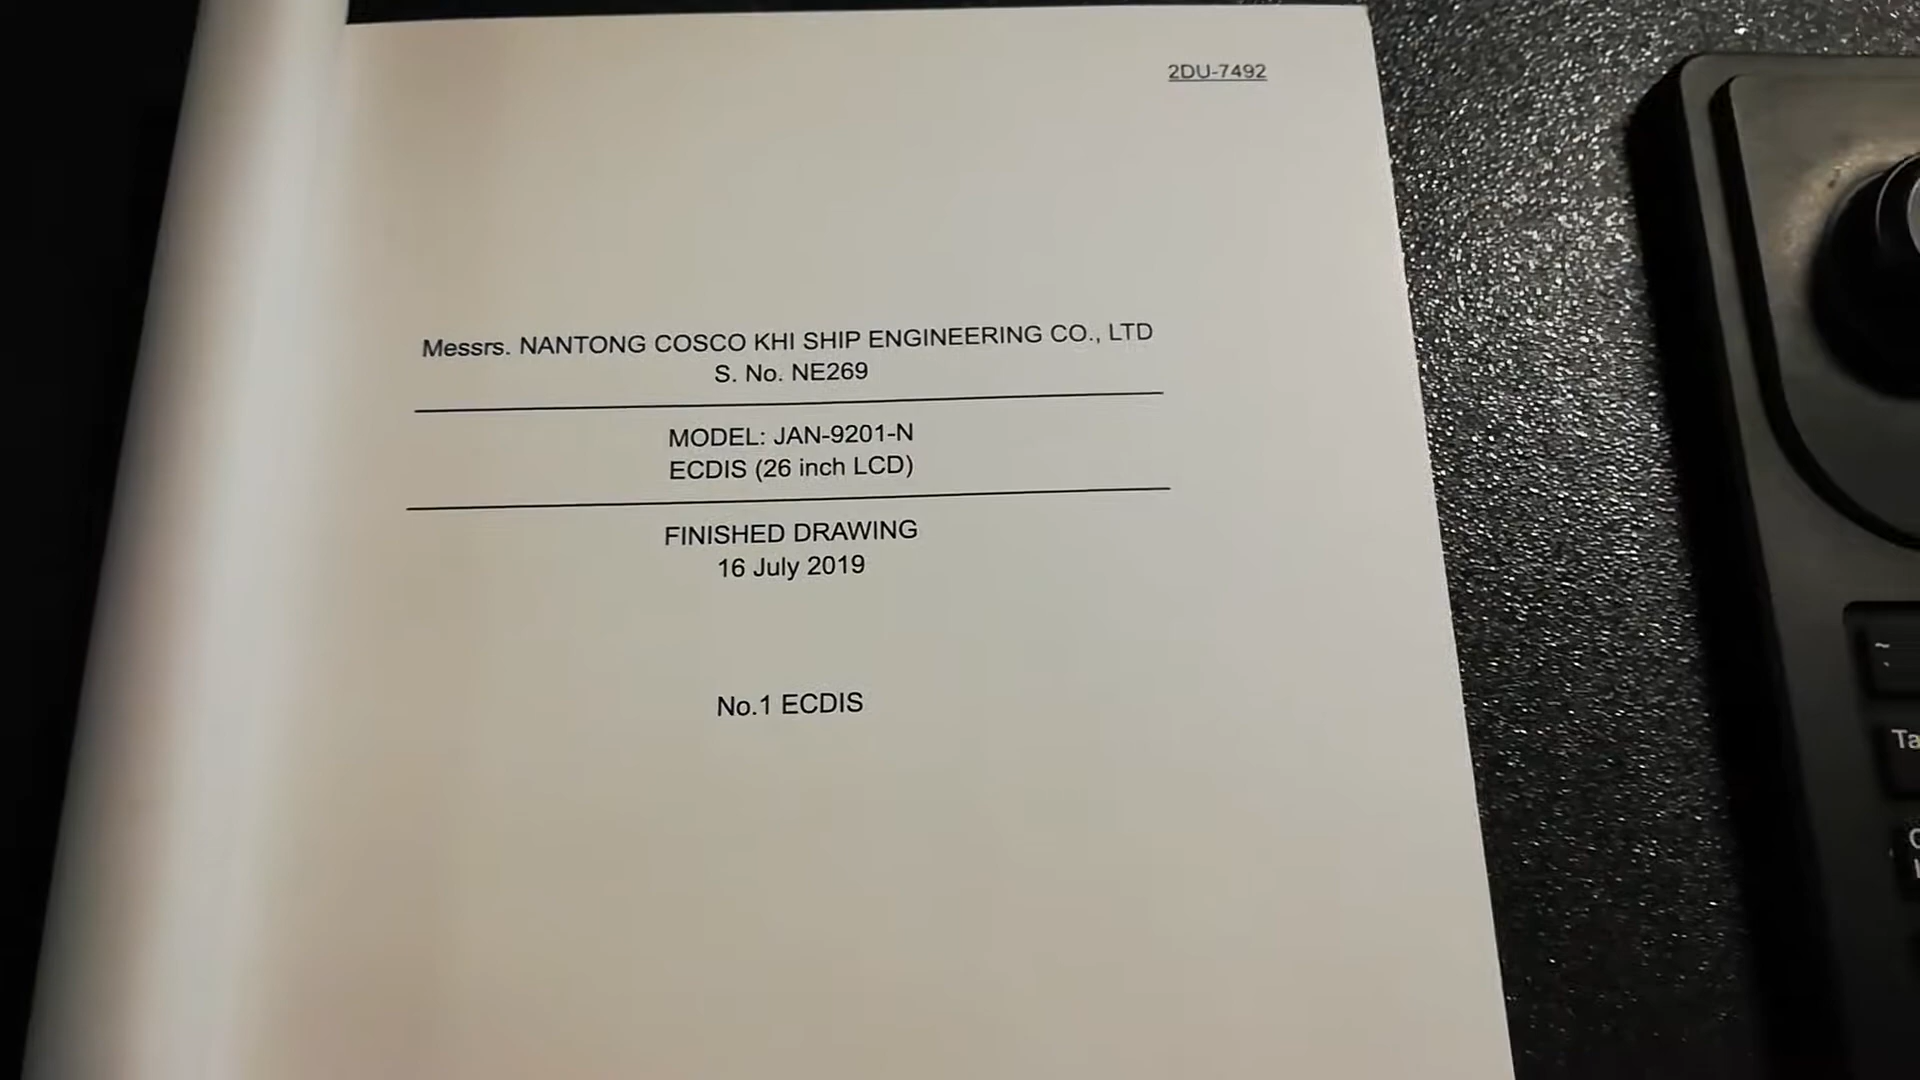 2DU-7492
Messrs. NANTONG COSCO KHI SHIP ENGINEERING CO., LTD
S. No. NE269
MODEL: JAN-9201-N
ECDIS (26 inch LCD)
FINISHED DRAWING
16 July 2019
No.1 ECDIS
~